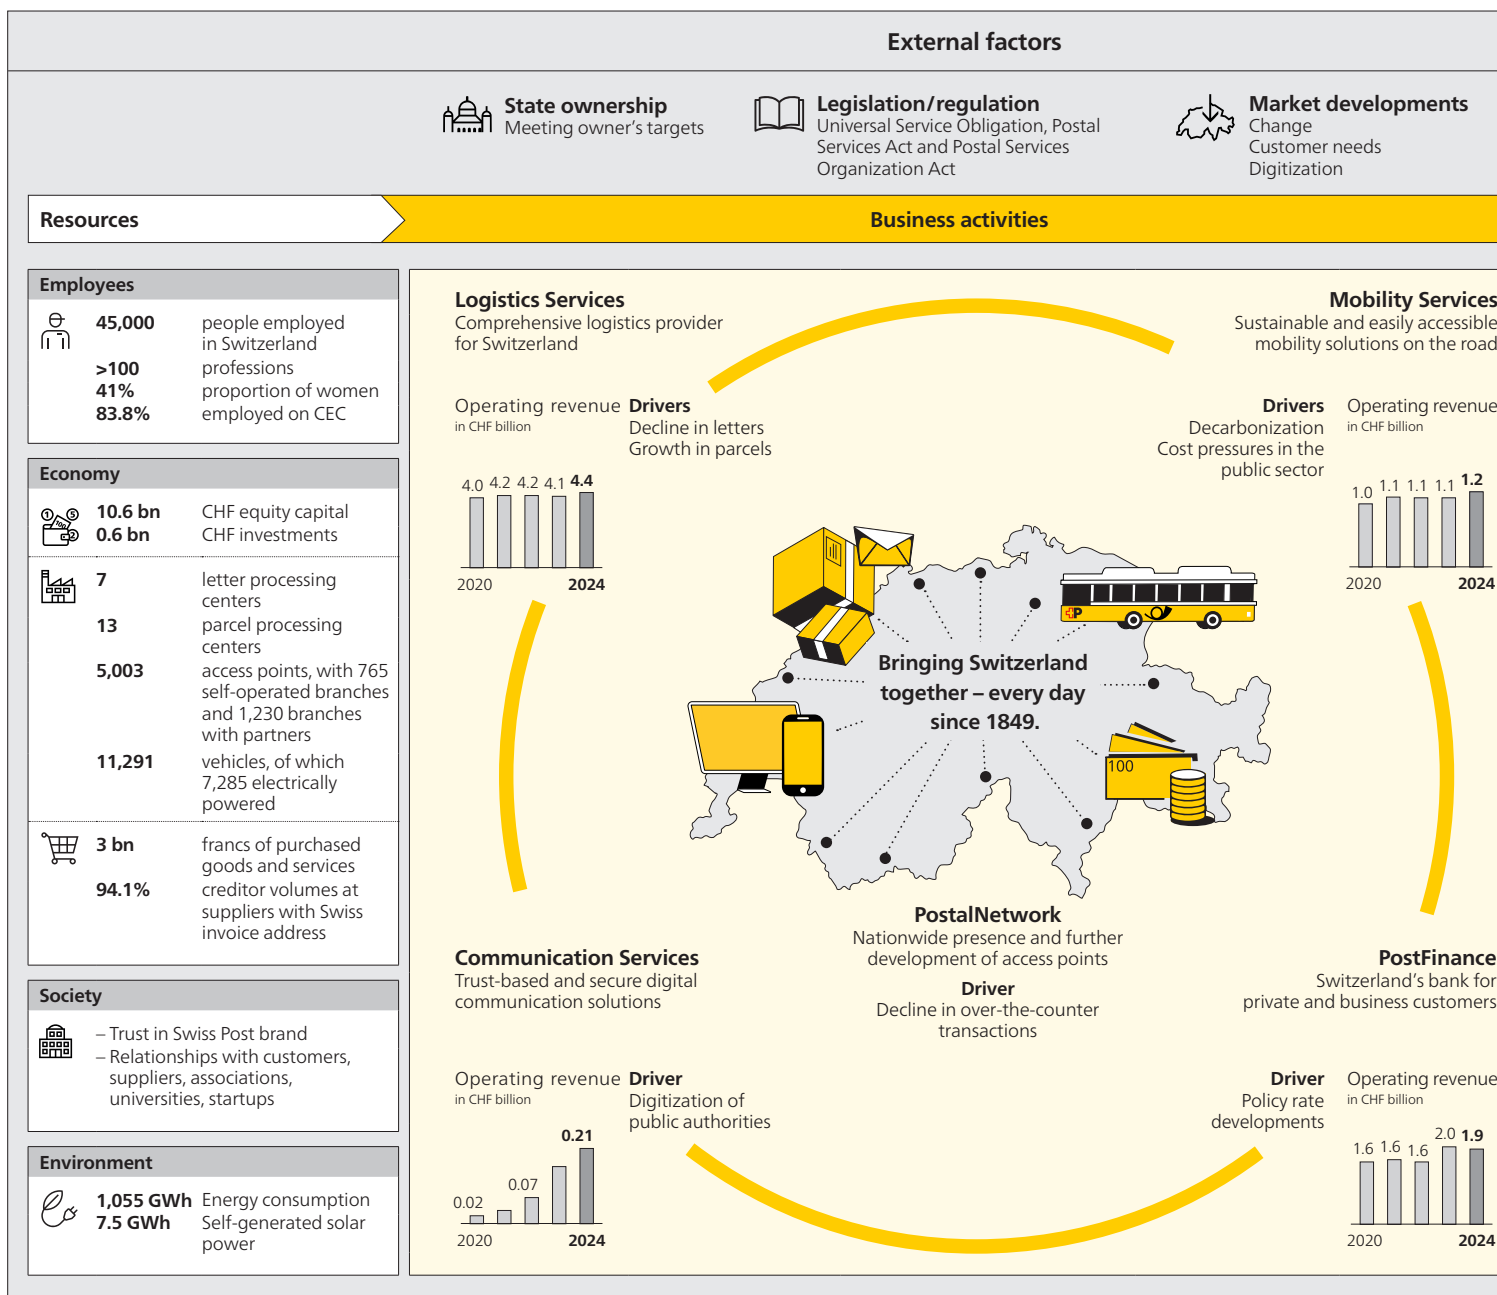 External factors
State ownership
Meeting owner's targets
Legislation/regulation
Universal Service Obligation, Postal
Services Act and Postal Services
Organization Act
Market developments
Change
Customer needs
Digitization
Resources
Business activities
Employees
45,000 people employed
in Switzerland
>100 professions
41% proportion of women
83.8% employed on CEC
Economy
10.6 bn CHF equity capital
0.6 bn CHF investments
7 letter processing
centers
13 parcel processing
centers
5,003 access points, with 765
self-operated branches
and 1,230 branches
with partners
11,291 vehicles, of which
7,285 electrically
powered
3 bn francs of purchased
goods and services
94.1% creditor volumes at
suppliers with Swiss
invoice address
Society
– Trust in Swiss Post brand
– Relationships with customers,
suppliers, associations,
universities, startups
Environment
1,055 GWh Energy consumption
7.5 GWh Self-generated solar
power
Logistics Services
Comprehensive logistics provider
for Switzerland
Operating revenue
in CHF billion
Drivers
Decline in letters
Growth in parcels
4.0 4.2 4.2 4.1 4.4
2020 2024
Mobility Services
Sustainable and easily accessible
mobility solutions on the road
Drivers
Decarbonization
Cost pressures in the
public sector
Operating revenue
in CHF billion
1.0 1.1 1.1 1.1 1.2
2020 2024
P
Bringing Switzerland
together – every day
since 1849.
100
PostalNetwork
Nationwide presence and further
development of access points
Driver
Decline in over-the-counter
transactions
Communication Services
Trust-based and secure digital
communication solutions
Operating revenue
in CHF billion
Driver
Digitization of
public authorities
0.02 0.07 0.21
2020 2024
PostFinance
Switzerland's bank for
private and business customers
Driver
Policy rate
developments
Operating revenue
in CHF billion
1.6 1.6 1.6 2.0 1.9
2020 2024